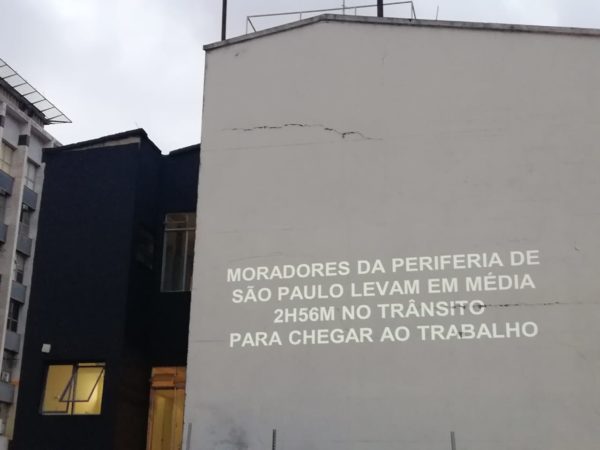 MORADORES DA PERIFERIA DE
SÃO PAULO LEVAM EM MÉDIA
2H56M NO TRÂNSITO
PARA CHEGAR AO TRABALHO